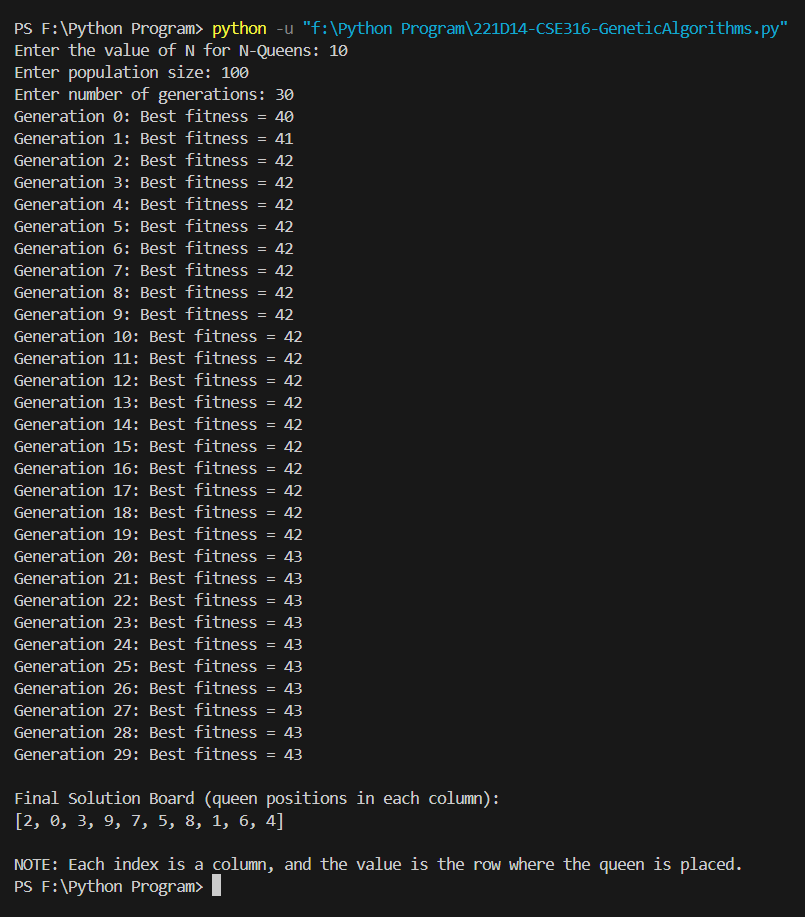 PS F:\Python Program> python -u "f:\Python Program\221D14-CSE316-GeneticAlgorithms.py"
Enter the value of N for N-Queens: 10
Enter population size: 100
Enter number of generations: 30
Generation 0: Best fitness = 40
Generation 1: Best fitness = 41
Generation 2: Best fitness = 42
Generation 3: Best fitness = 42
Generation 4: Best fitness = 42
Generation 5: Best fitness = 42
Generation 6: Best fitness = 42
Generation 7: Best fitness = 42
Generation 8: Best fitness = 42
Generation 9: Best fitness = 42
Generation 10: Best fitness = 42
Generation 11: Best fitness = 42
Generation 12: Best fitness = 42
Generation 13: Best fitness = 42
Generation 14: Best fitness = 42
Generation 15: Best fitness = 42
Generation 16: Best fitness = 42
Generation 17: Best fitness = 42
Generation 18: Best fitness = 42
Generation 19: Best fitness = 42
Generation 20: Best fitness = 43
Generation 21: Best fitness = 43
Generation 22: Best fitness = 43
Generation 23: Best fitness = 43
Generation 24: Best fitness = 43
Generation 25: Best fitness = 43
Generation 26: Best fitness = 43
Generation 27: Best fitness = 43
Generation 28: Best fitness = 43
Generation 29: Best fitness = 43
Final Solution Board (queen positions in each column):
[2, 0, 3, 9, 7, 5, 8, 1, 6, 4]
NOTE: Each index is a column, and the value is the row where the queen is placed.
PS F:\Python Program>